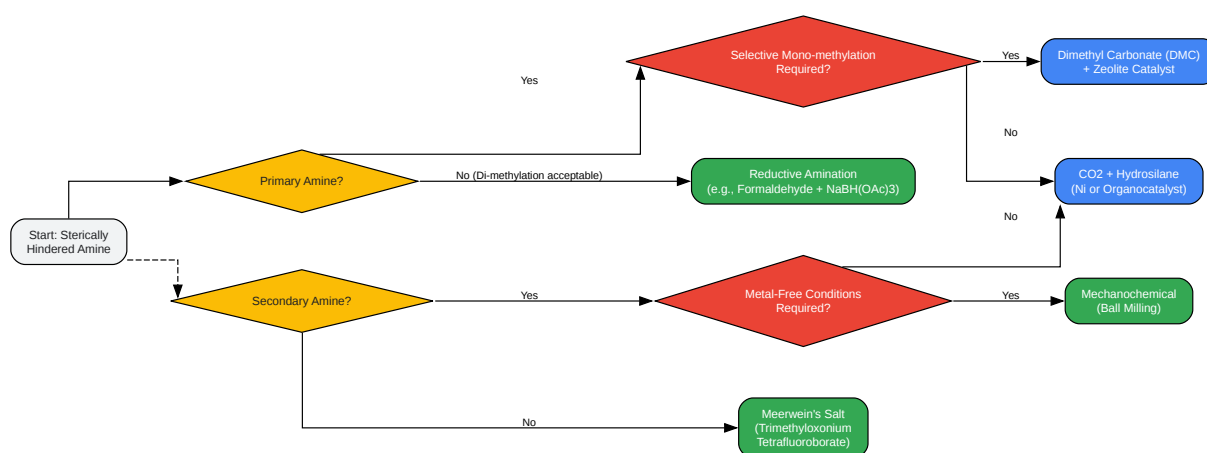 Selective Mono-methylation
Required?
Yes
Dimethyl Carbonate (DMC)
+ Zeolite Catalyst
Yes
No
Primary Amine?
No (Di-methylation acceptable)
Reductive Amination
(e.g., Formaldehyde + NaBH(OAc)3)
CO2 + Hydrosilane
(Ni or Organocatalyst)
Start: Sterically
Hindered Amine
No
Secondary Amine?
Yes
Metal-Free Conditions
Required?
Yes
Mechanochemical
(Ball Milling)
No
Meerwein's Salt
(Trimethyloxonium
Tetrafluoroborate)